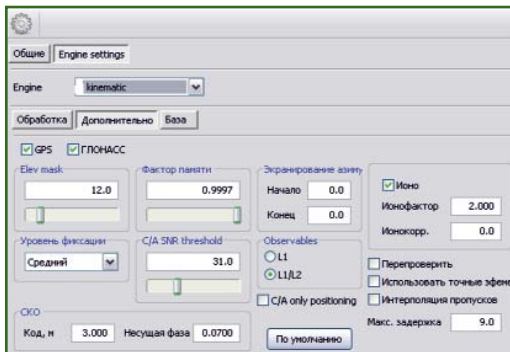 Общие Engine settings
Engine kinematic
Обработка Дополнительно База
GPS ГЛОНАСС
Elev mask
12.0
Фактор памяти
0.9997
Экранирование азиму
Начало 0.0
Конец 0.0
Ионо
Ионофактор 2.000
Ионокорр. 0.0
Уровень фиксации
Средний
C/A SNR threshold
31.0
Observables
L1
L1/L2
C/A only positioning
Перепроверить
Использовать точные эфеме
Интерполяция пропусков
Макс. задержка 9.0
СКО
Код, м 3.000 Несущая фаза 0.0700
По умолчанию